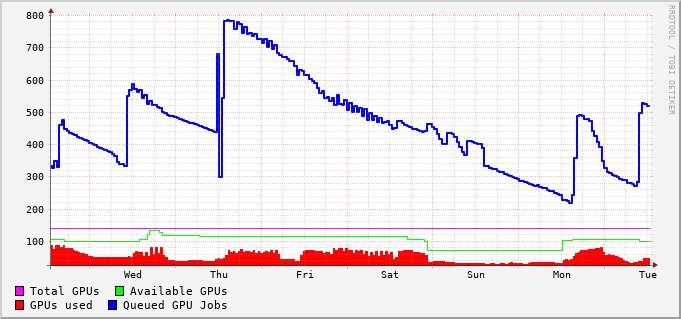 800
700
600
500
400
300
200
100
Wed Thu Fri Sat Sun Mon Tue
Total GPUs Available GPUs
GPUs used Queued GPU Jobs
RRDTOOL / TOBI OETIKER